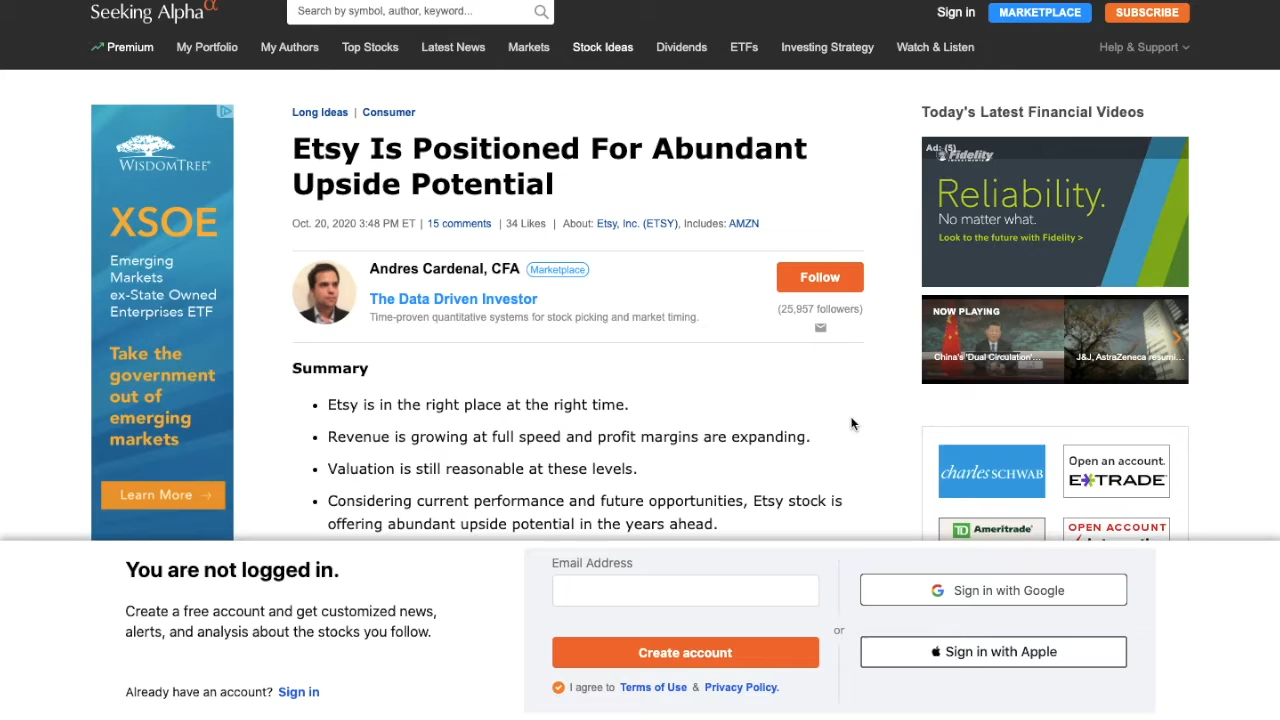 Seeking Alpha α
Search by symbol, author, keyword...
Sign in
MARKETPLACE
SUBSCRIBE
Premium
My Portfolio
My Authors
Top Stocks
Latest News
Markets
Stock Ideas
Dividends
ETFs
Investing Strategy
Watch & Listen
Help & Support
WISDOMTREE®
XSOE
Emerging
Markets
ex-State Owned
Enterprises ETF
Take the
government
out of
emerging
markets
Learn More →
Long Ideas | Consumer
Etsy Is Positioned For Abundant
Upside Potential
Oct. 20, 2020 3:48 PM ET | 15 comments | 34 Likes | About: Etsy, Inc. (ETSY), Includes: AMZN
Andres Cardenal, CFA Marketplace
The Data Driven Investor
Time-proven quantitative systems for stock picking and market timing.
Follow
(25,957 followers)
Summary
• Etsy is in the right place at the right time.
• Revenue is growing at full speed and profit margins are expanding.
• Valuation is still reasonable at these levels.
• Considering current performance and future opportunities, Etsy stock is
offering abundant upside potential in the years ahead.
Today's Latest Financial Videos
Ad: (5)
Fidelity
Reliability.
No matter what.
Look to the future with Fidelity >
NOW PLAYING
China's 'Dual Circulation'...
J&J, AstraZeneca resumi...
charles SCHWAB
Open an account.
E*TRADE®
TD Ameritrade®
OPEN ACCOUNT
You are not logged in.
Create a free account and get customized news,
alerts, and analysis about the stocks you follow.
Already have an account? Sign in
Email Address
Create account
I agree to Terms of Use & Privacy Policy.
or
Sign in with Google
Sign in with Apple